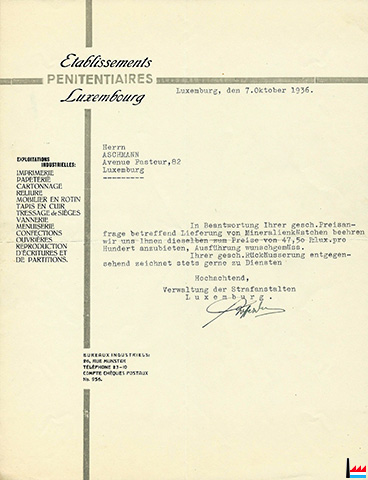 Etablissements
PENITENTIAIRES
Luxembourg
Luxemburg, den 7.Oktober 1936.
Herrn
ASCHMANN
Avenue Pasteur,82
Luxemburg
EXPLOITATIONS
INDUSTRIELLES:
IMPRIMERIE
PAPETERIE
CARTONNAGE
RELIURE
MOBILIER EN ROTIN
TAPIS EN CUIR
TRESSAGE de SIÈGES
VANNERIE
MENUISERIE
CONFECTIONS
OUVRIÈRES
REPRODUCTION
D'ÉCRITURES ET
DE PARTITIONS.
In Beantwortung Ihrer gesch.Preisan-
frage betreffend Lieferung von Mineralienkästchen beehren
wir uns Ihnen dieselben zum Preise von 47,50 frlux.pro
Hundert anzubieten, Ausführung wunschgemäss.
Ihrer gesch.Rückäusserung entgegen-
sehend zeichnet stets gerne zu Diensten
Hochachtend,
Verwaltung der Strafanstalten
Luxemburg.
BUREAUX INDUSTRIELS:
RUE MUNSTER
TÉLÉPHONE 23-10
COMPTE CHÈQUES POSTAUX
No. 956.